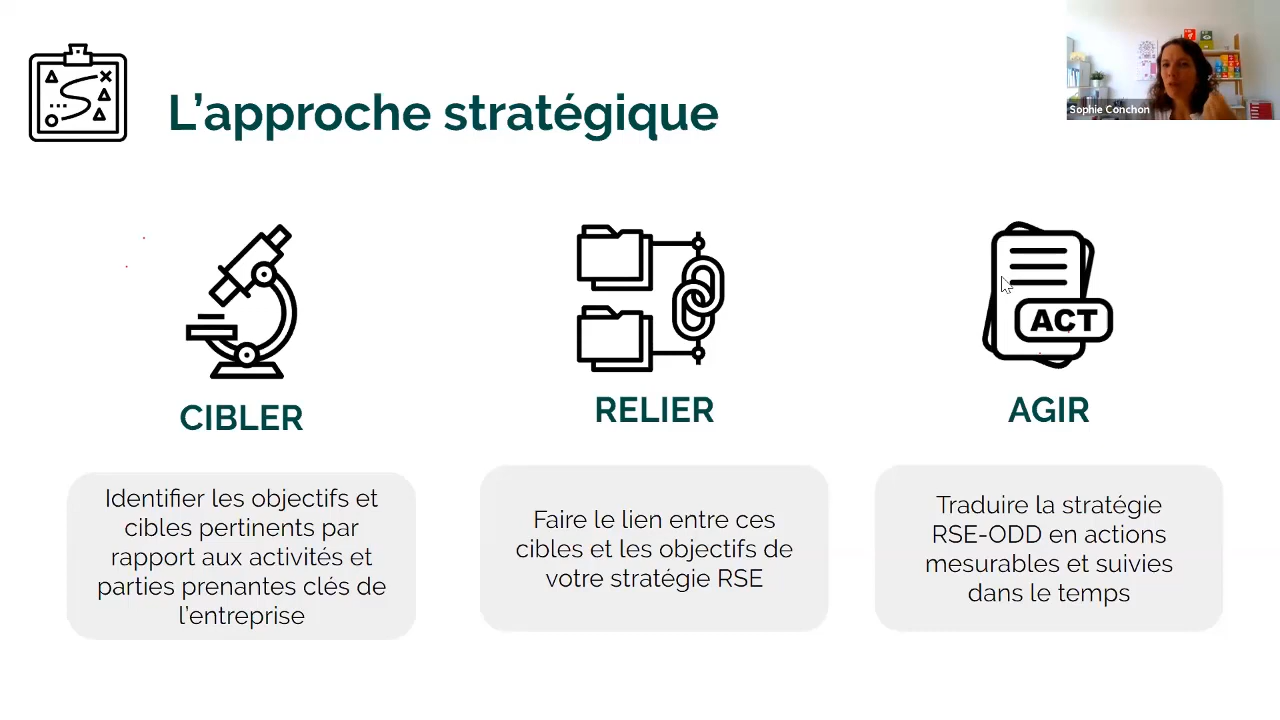 L'approche stratégique
Sophie Conchon
ACT
CIBLER
RELIER
AGIR
Identifier les objectifs et
cibles pertinents par
rapport aux activités et
parties prenantes clés de
l'entreprise
Faire le lien entre ces
cibles et les objectifs de
votre stratégie RSE
Traduire la stratégie
RSE-ODD en actions
mesurables et suivies
dans le temps